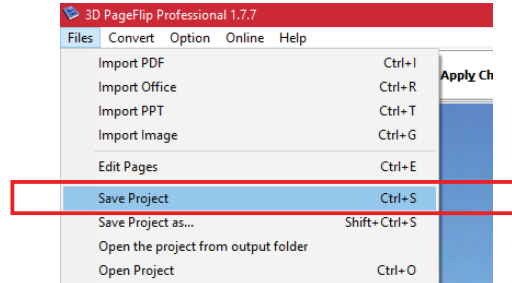 3D PageFlip Professional 1.7.7
Files Convert Option Online Help
Import PDF Ctrl+I
Import Office Ctrl+R
Apply Ch
Import PPT Ctrl+T
Import Image Ctrl+G
Edit Pages Ctrl+E
Save Project Ctrl+S
Save Project as... Shift+Ctrl+S
Open the project from output folder
Open Project Ctrl+O